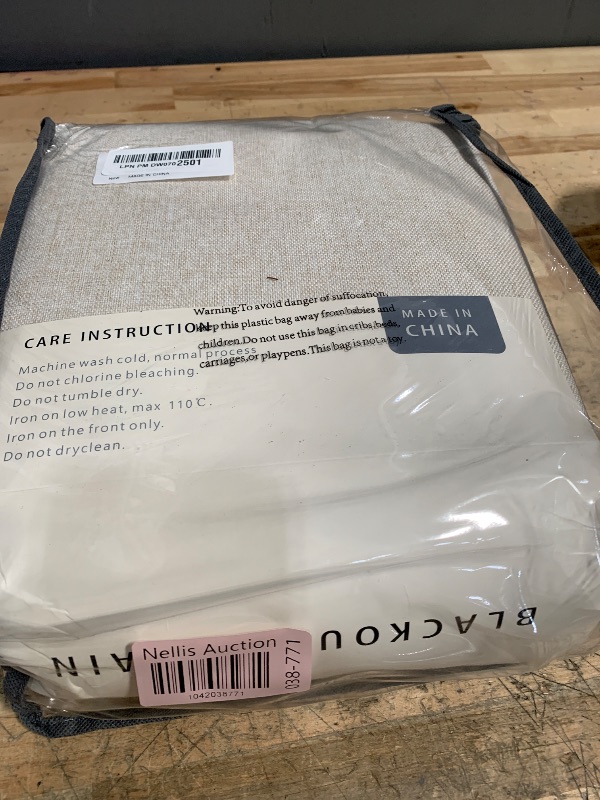 LPN PM DW0702501
New MADE IN CHINA
Warning:To avoid danger of suffocation,
keep this plastic bag away from babies and
children.Do not use this bag in cribs,beds,
carriages,or playpens.This bag is not a toy.
MADE IN
CHINA
CARE INSTRUCTION
Machine wash cold, normal process
Do not chlorine bleaching.
Do not tumble dry.
Iron on low heat, max 110℃.
Iron on the front only.
Do not dryclean.
BLACKOU
AIN
Nellis Auction
1042038771
038-771